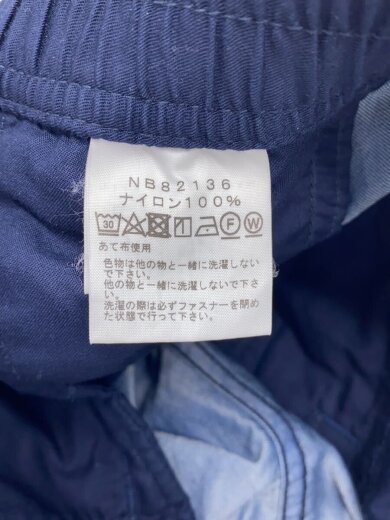 NB82136
ナイロン100%
30 F W
あて布使用
色物は他の物と一緒に洗濯しない
で下さい。
他の物と一緒に洗濯しないで下さい。
洗濯の際は必ずファスナーを閉め
た状態で行って下さい。